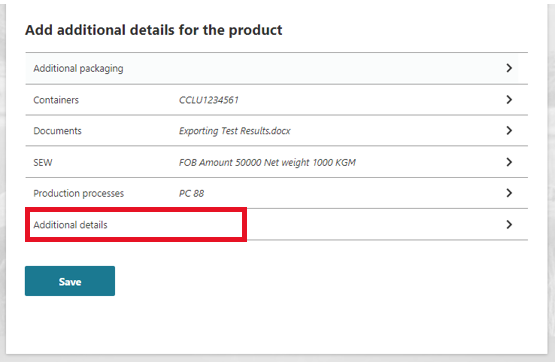 Add additional details for the product
Additional packaging
Containers CCLU1234561
Documents Exporting Test Results.docx
SEW FOB Amount 50000 Net weight 1000 KGM
Production processes PC 88
Additional details
Save